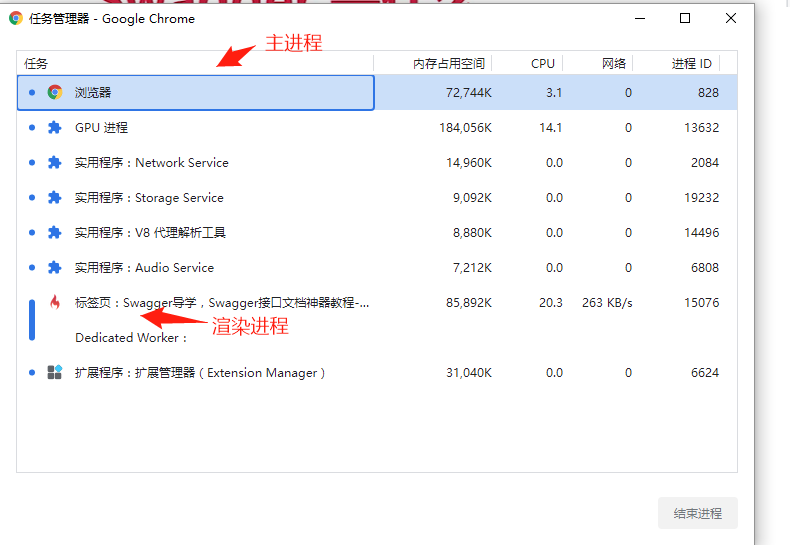 任务管理器 - Google Chrome
主进程
任务 内存占用空间 CPU 网络 进程 ID
浏览器 72,744K 3.1 0 828
GPU 进程 184,056K 14.1 0 13632
实用程序：Network Service 14,960K 0.0 0 2084
实用程序：Storage Service 9,092K 0.0 0 19232
实用程序：V8 代理解析工具 8,880K 0.0 0 14496
实用程序：Audio Service 7,212K 0.0 0 6808
标签页：Swagger导学，Swagger接口文档神器教程-... 85,892K 20.3 263 KB/s 15076
渲染进程
Dedicated Worker：
扩展程序：扩展管理器（Extension Manager） 31,040K 0.0 0 6624
结束进程